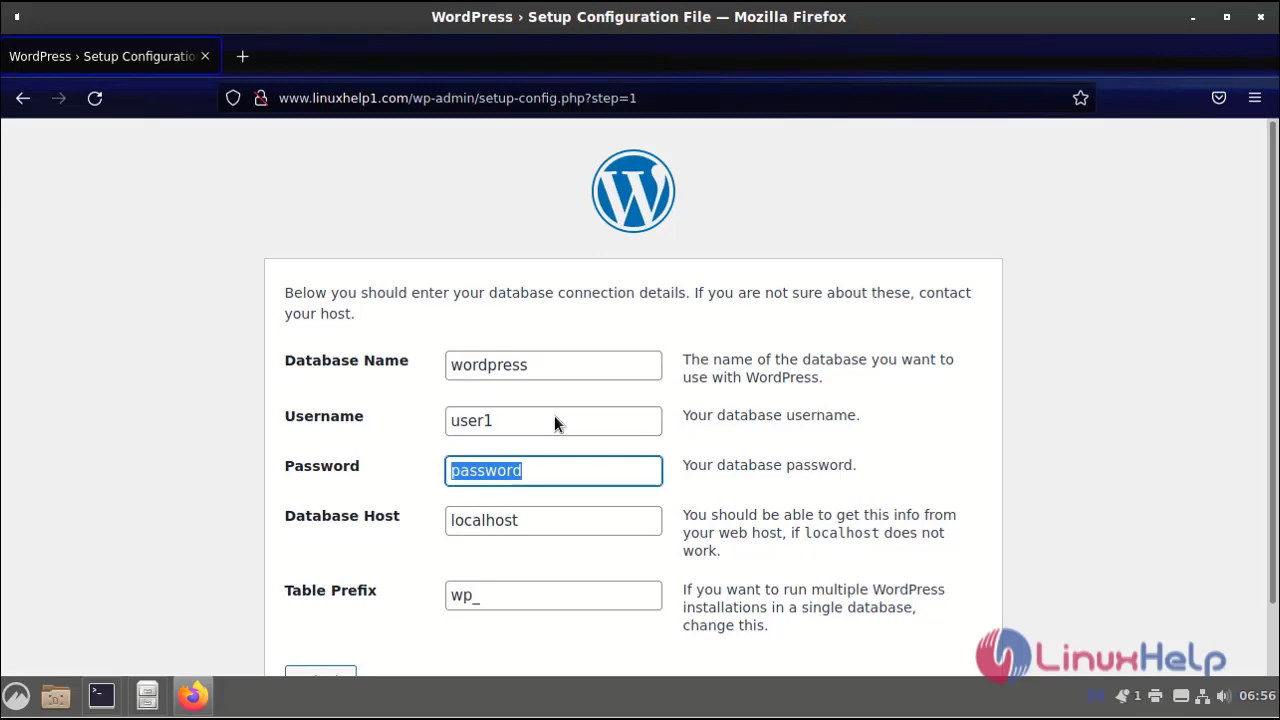 WordPress › Setup Configuration File — Mozilla Firefox
WordPress › Setup Configuratio
www.linuxhelp1.com/wp-admin/setup-config.php?step=1
Below you should enter your database connection details. If you are not sure about these, contact
your host.
Database Name
wordpress
The name of the database you want to
use with WordPress.
Username
user1
Your database username.
Password
password
Your database password.
Database Host
localhost
You should be able to get this info from
your web host, if localhost does not
work.
Table Prefix
wp_
If you want to run multiple WordPress
installations in a single database,
change this.
LinuxHelp
1
06:56